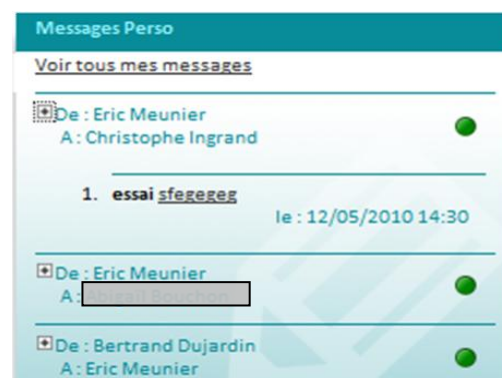 Messages Perso
Voir tous mes messages
De : Eric Meunier
A : Christophe Ingrand
1. essai sfegegeg
le : 12/05/2010 14:30
De : Eric Meunier
A :
De : Bertrand Dujardin
A : Eric Meunier